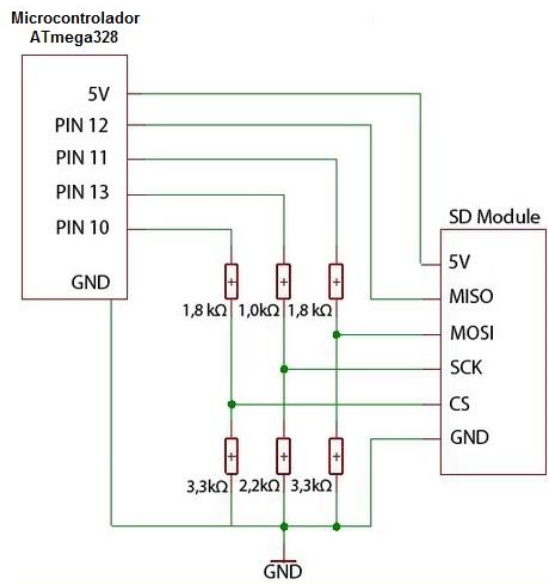 Microcontrolador
ATmega328
5V
PIN 12
PIN 11
PIN 13
PIN 10
GND
SD Module
5V
MISO
MOSI
SCK
CS
GND
1,8 kΩ
1,0kΩ
1,8 kΩ
3,3kΩ
2,2kΩ
3,3kΩ
GND